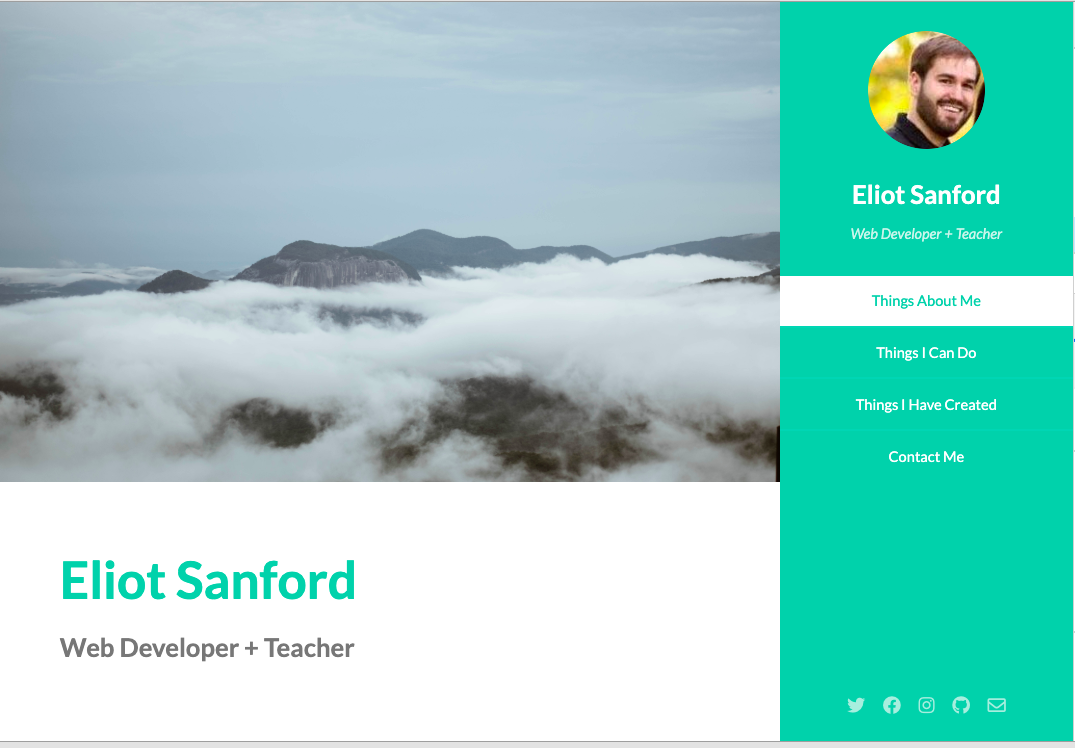 Eliot Sanford
Web Developer + Teacher
Things About Me
Things I Can Do
Things I Have Created
Contact Me
Eliot Sanford
Web Developer + Teacher